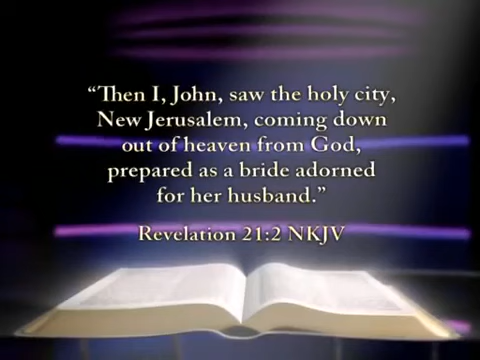 “Then I, John, saw the holy city,
New Jerusalem, coming down
out of heaven from God,
prepared as a bride adorned
for her husband.”
Revelation 21:2 NKJV